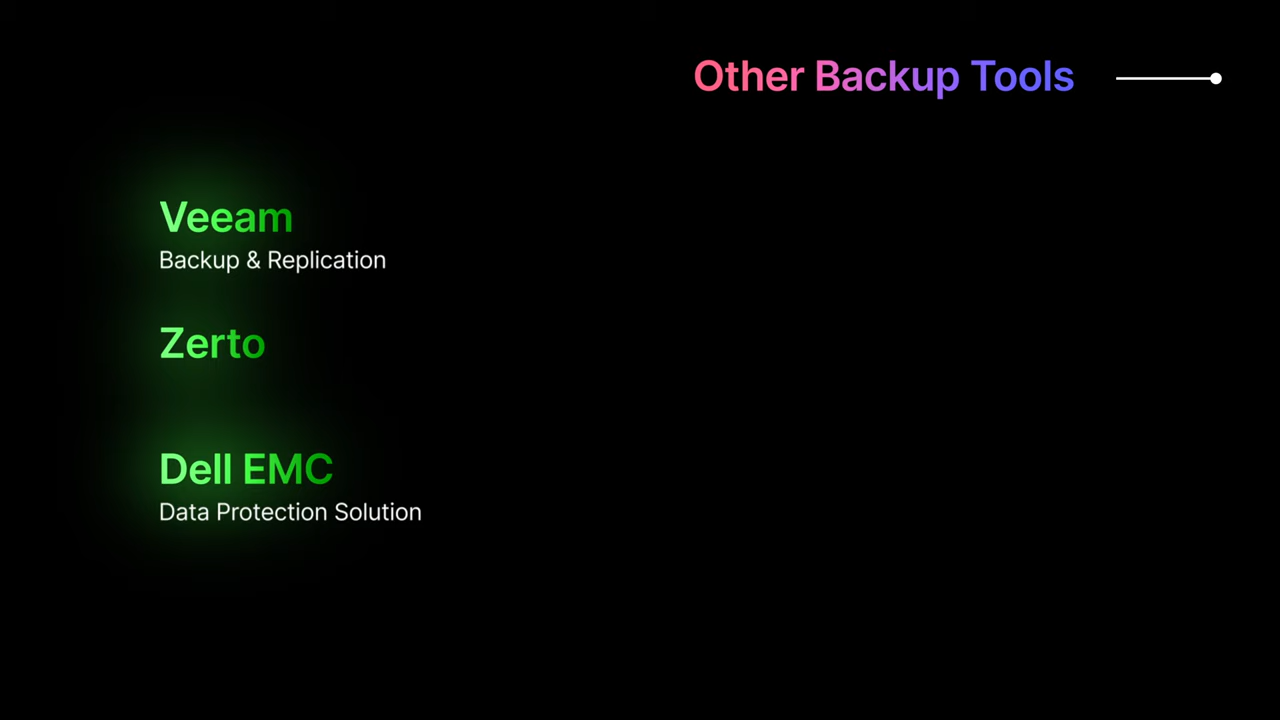 Other Backup Tools
Veeam
Backup & Replication
Zerto
Dell EMC
Data Protection Solution